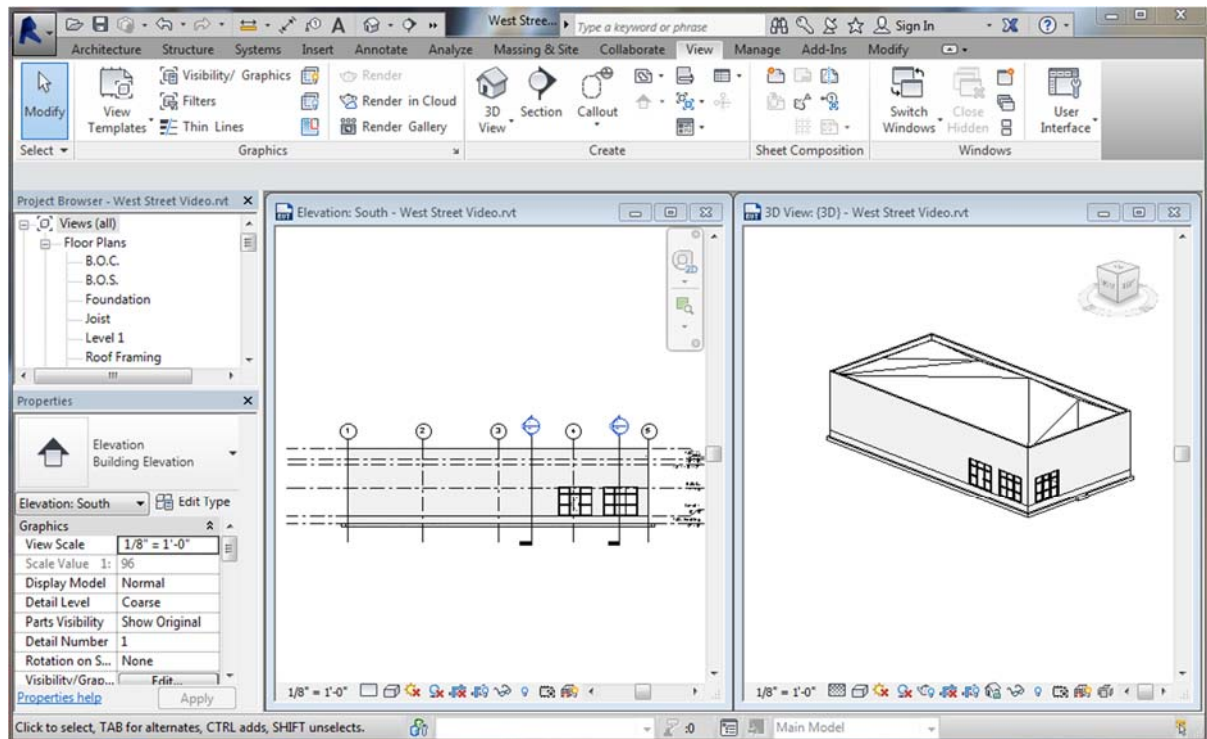 West Stree...
Type a keyword or phrase
Sign In
Architecture Structure Systems Insert Annotate Analyze Massing & Site Collaborate View Manage Add-Ins Modify
Modify
View
Templates
Visibility/ Graphics
Filters
Thin Lines
Render
Render in Cloud
Render Gallery
3D
View
Section
Callout
Switch
Windows
Close
Hidden
User
Interface
Select
Graphics
Create
Sheet Composition
Windows
Project Browser - West Street Video.rvt
Views (all)
Floor Plans
B.O.C.
B.O.S.
Foundation
Joist
Level 1
Roof Framing
Properties
Elevation
Building Elevation
Elevation: South
Edit Type
Graphics
View Scale 1/8" = 1'-0"
Scale Value 1: 96
Display Model Normal
Detail Level Coarse
Parts Visibility Show Original
Detail Number 1
Rotation on S... None
Visibility/Grap... Edit...
Properties help
Apply
Elevation: South - West Street Video.rvt
2D
1 2 3 4 5
1/8" = 1'-0"
3D View: {3D} - West Street Video.rvt
1/8" = 1'-0"
Click to select, TAB for alternates, CTRL adds, SHIFT unselects.
:0
Main Model